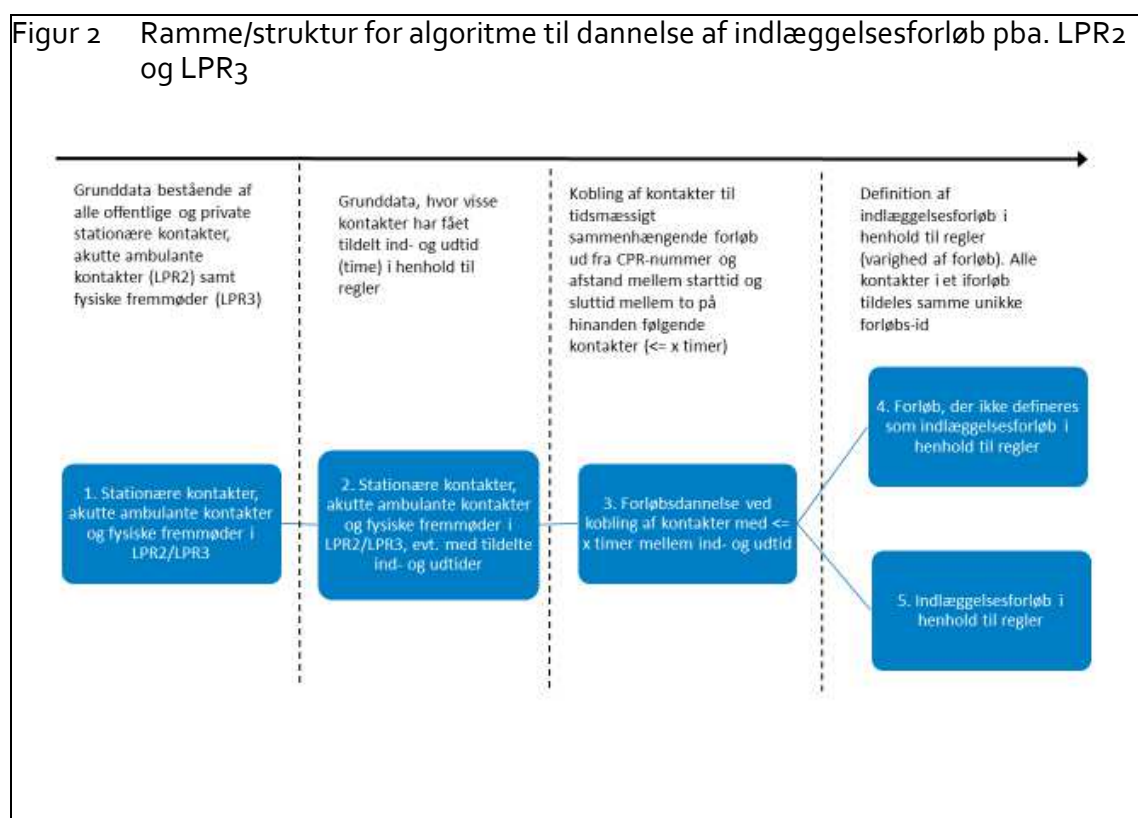 Figur 2 Ramme/struktur for algoritme til dannelse af indlæggelsesforløb pba. LPR2
og LPR3
Grunddata bestående af
alle offentlige og private
stationære kontakter,
akutte ambulante
kontakter (LPR2) samt
fysiske fremmøder (LPR3)
Grunddata, hvor visse
kontakter har fået
tildelt ind- og udtid
(time) i henhold til
regler
Kobling af kontakter til
tidsmæssigt
sammenhængende forløb
ud fra CPR-nummer og
afstand mellem starttid og
sluttid mellem to på
hinanden følgende
kontakter (<= x timer)
Definition af
indlæggelsesforløb i
henhold til regler
(varighed af forløb). Alle
kontakter i et iforløb
tildeles samme unikke
forløbs-id
1. Stationære kontakter,
akutte ambulante kontakter
og fysiske fremmøder i
LPR2/LPR3
2. Stationære kontakter,
akutte ambulante kontakter
og fysiske fremmøder i
LPR2/LPR3, evt. med tildelte
ind- og udtider
3. Forløbsdannelse ved
kobling af kontakter med <=
x timer mellem ind- og udtid
4. Forløb, der ikke defineres
som indlæggelsesforløb i
henhold til regler
5. Indlæggelsesforløb i
henhold til regler